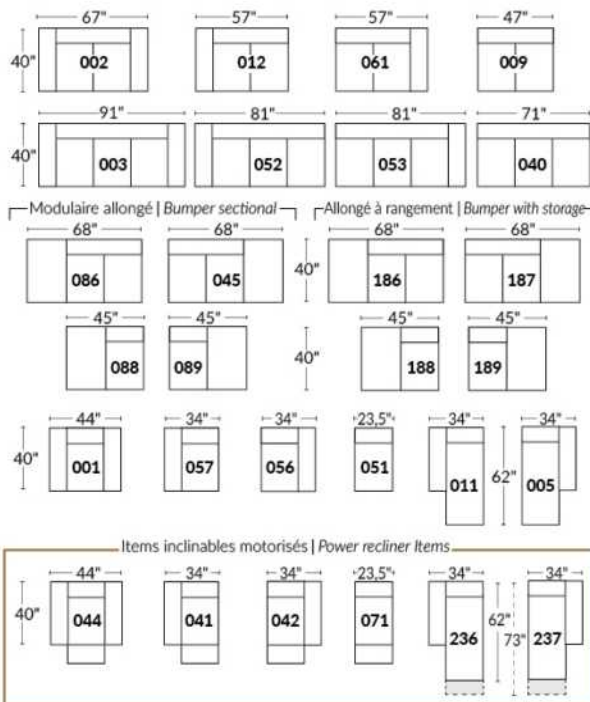 67" 57" 57" 47"
40" 002 012 061 009
91" 81" 81" 71"
40" 003 052 053 040
Modulaire allongé | Bumper sectional Allongé à rangement | Bumper with storage
68" 68" 68" 68"
086 045 40" 186 187
45" 45" 45" 45"
088 089 40" 188 189
44" 34" 34" 23,5" 34" 34"
40" 001 057 056 051 011 62" 005
Items inclinables motorisés | Power recliner Items
44" 34" 34" 23,5" 34" 34"
40" 044 041 042 071 236 62" 73" 237